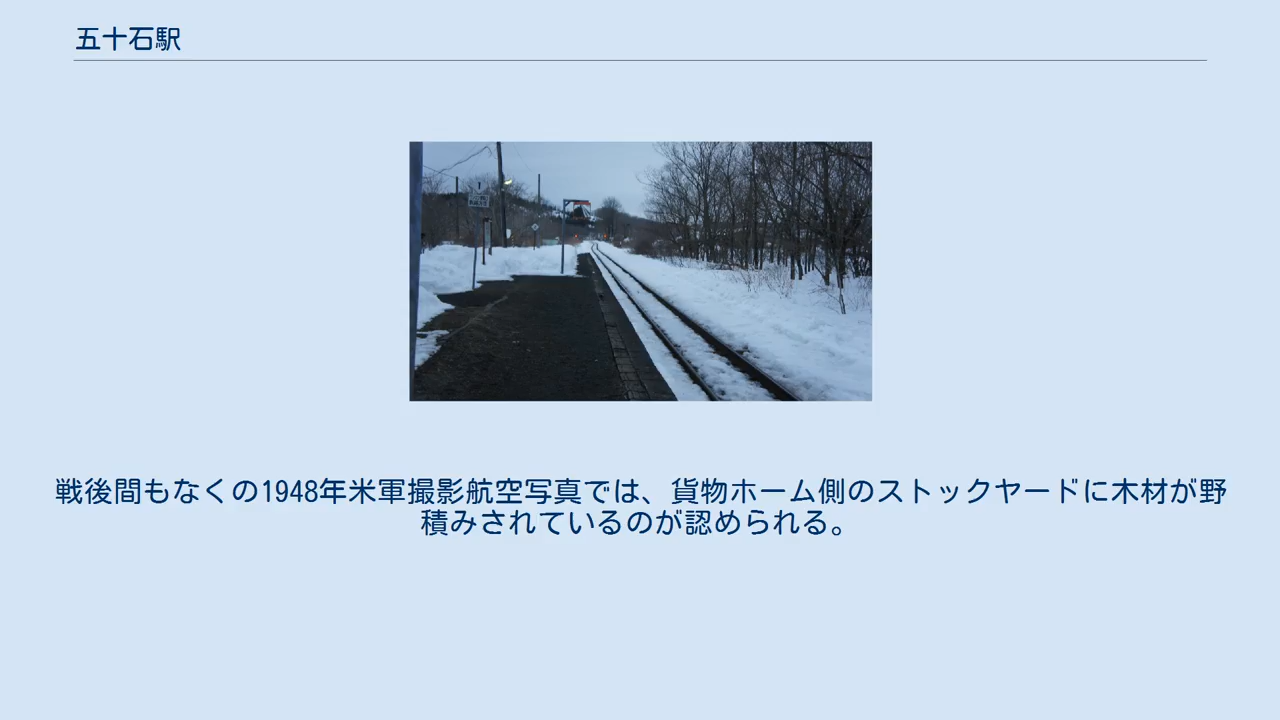 五十石駅
戦後間もなくの1948年米軍撮影航空写真では、貨物ホーム側のストックヤードに木材が野
積みされているのが認められる。